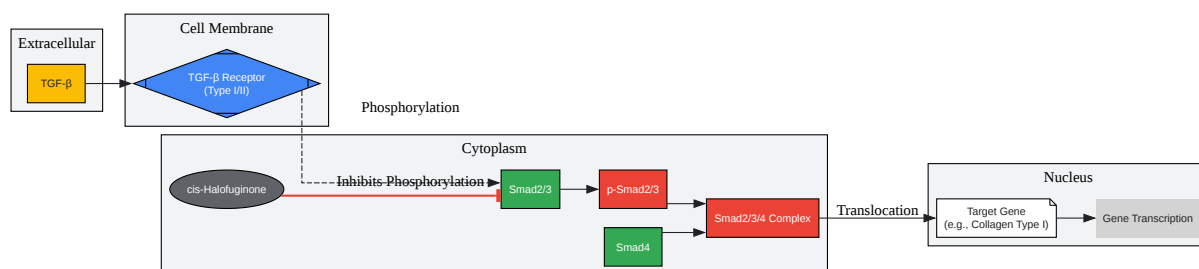 Extracellular
TGF-β
Cell Membrane
TGF-β Receptor
(Type I/II)
Phosphorylation
Cytoplasm
cis-Halofuginone
Inhibits Phosphorylation
Smad2/3
p-Smad2/3
Smad4
Smad2/3/4 Complex
Translocation
Nucleus
Target Gene
(e.g., Collagen Type I)
Gene Transcription